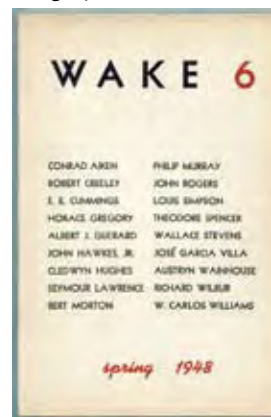 WAKE 6
CONRAD AIKEN
ROBERT CREELEY
E. E. CUMMINGS
HORACE GREGORY
ALBERT J. GUERARD
JOHN HAWKES, JR.
CLEDWYN HUGHES
SEYMOUR LAWRENCE
BERT MORTON
PHILIP MURRAY
JOHN ROGERS
LOUIS SIMPSON
THEODORE SPENCER
WALLACE STEVENS
JOSÉ GARCIA VILLA
AUSTRYN WAINHOUSE
RICHARD WILBUR
W. CARLOS WILLIAMS
spring 1948